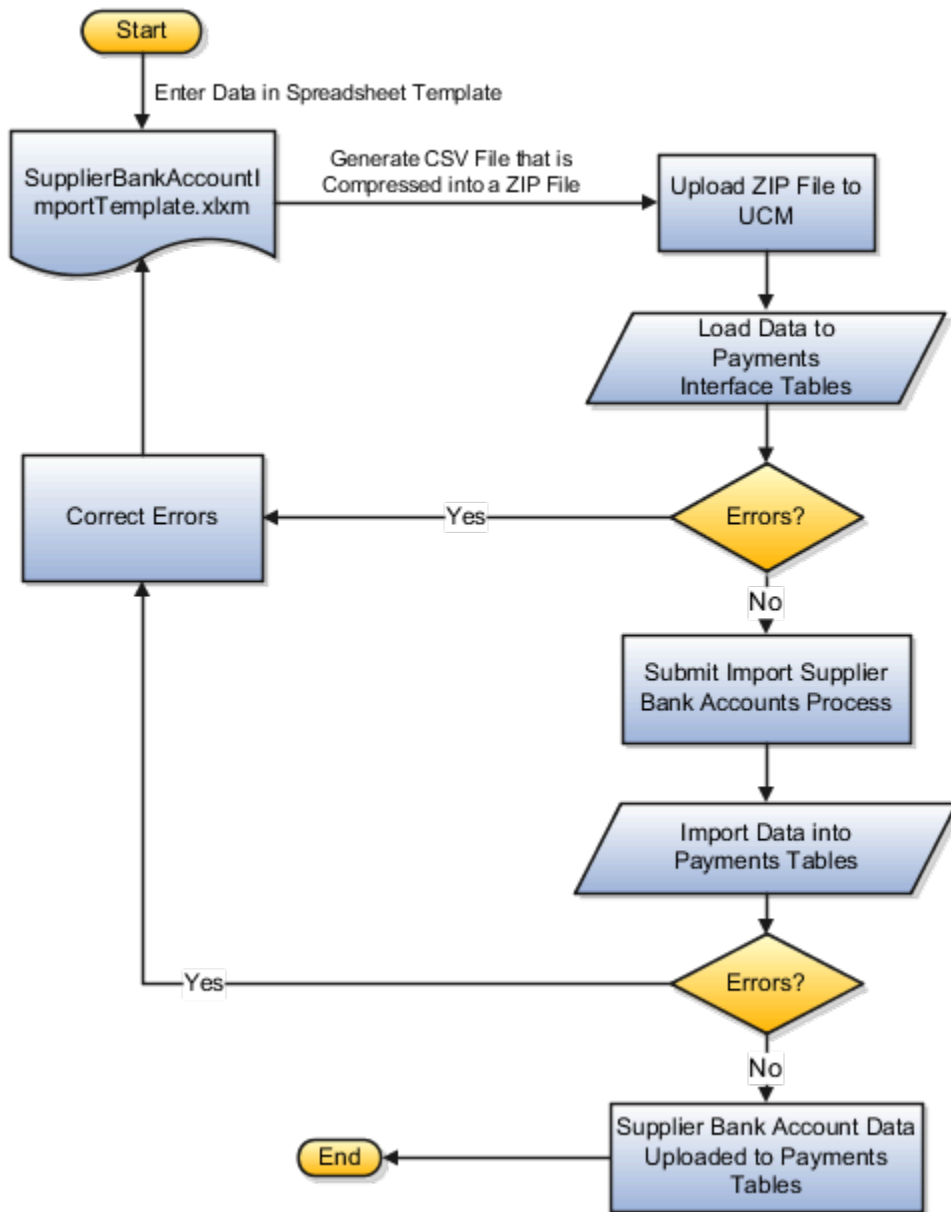 Start
Enter Data in Spreadsheet Template
SupplierBankAccountI
mportTemplate.xlxm
Generate CSV File that is
Compressed into a ZIP File
Upload ZIP File to
UCM
Load Data to
Payments
Interface Tables
Errors?
Yes
Correct Errors
No
Submit Import Supplier
Bank Accounts Process
Import Data into
Payments Tables
Errors?
Yes
No
Supplier Bank Account Data
Uploaded to Payments
Tables
End